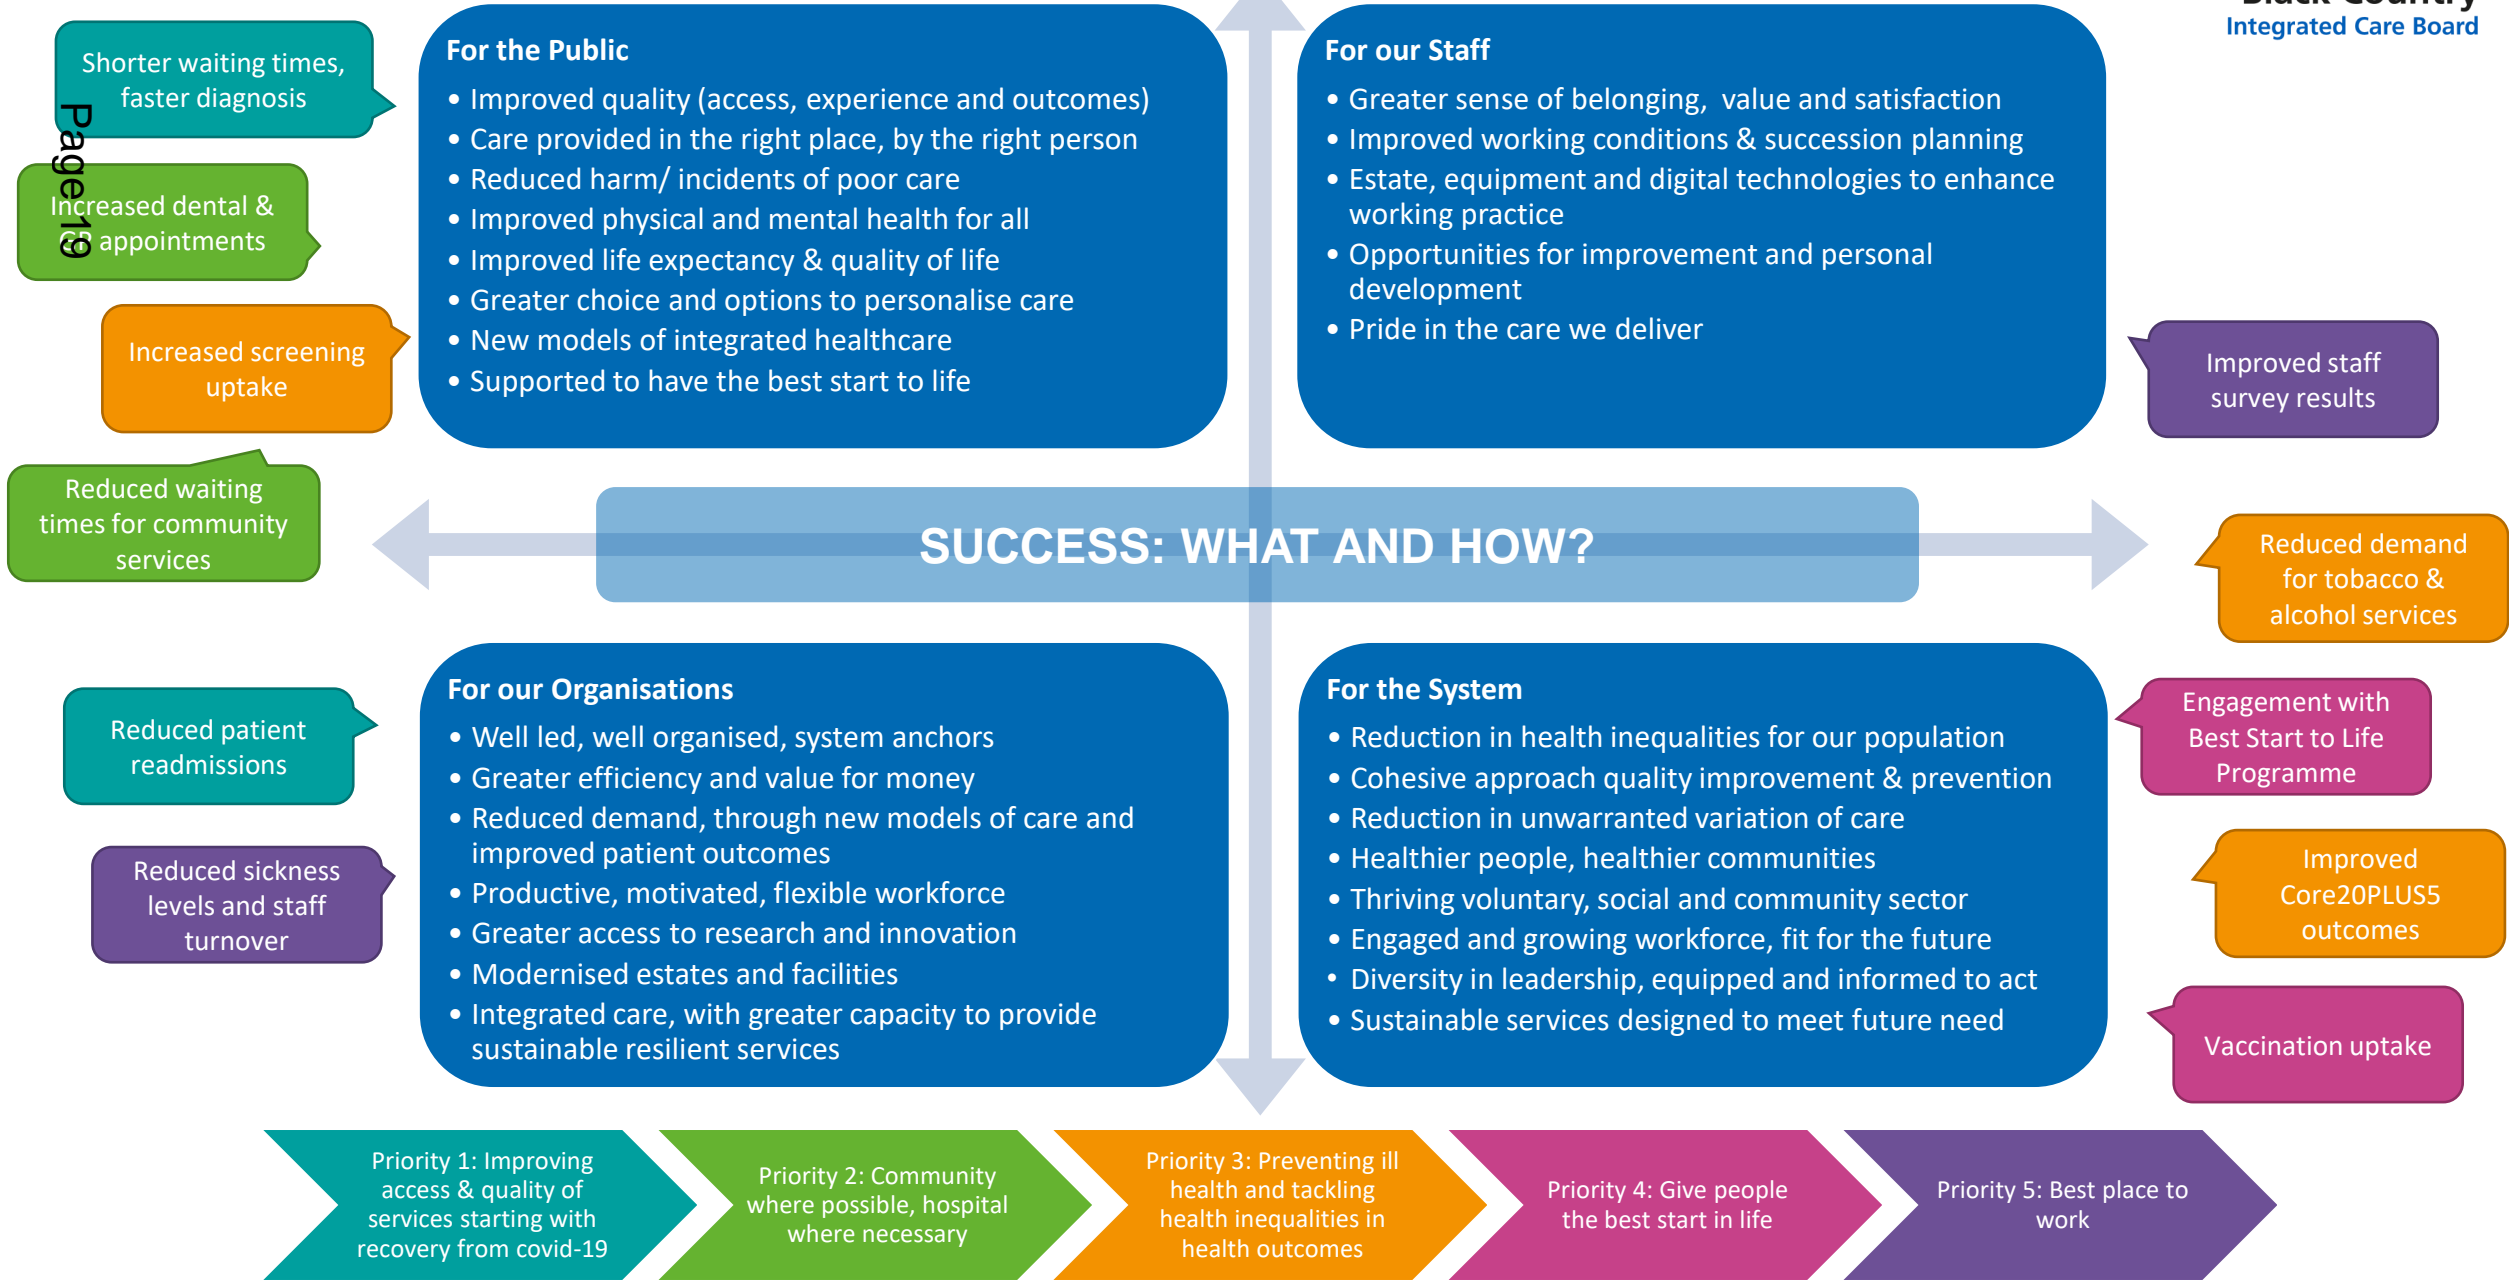 Black Country
Integrated Care Board
Page 19
Shorter waiting times,
faster diagnosis
Increased dental &
GP appointments
Increased screening
uptake
Reduced waiting
times for community
services
For the Public
• Improved quality (access, experience and outcomes)
• Care provided in the right place, by the right person
• Reduced harm/ incidents of poor care
• Improved physical and mental health for all
• Improved life expectancy & quality of life
• Greater choice and options to personalise care
• New models of integrated healthcare
• Supported to have the best start to life
For our Staff
• Greater sense of belonging, value and satisfaction
• Improved working conditions & succession planning
• Estate, equipment and digital technologies to enhance
working practice
• Opportunities for improvement and personal
development
• Pride in the care we deliver
Improved staff
survey results
SUCCESS: WHAT AND HOW?
Reduced demand
for tobacco &
alcohol services
Reduced patient
readmissions
Reduced sickness
levels and staff
turnover
For our Organisations
• Well led, well organised, system anchors
• Greater efficiency and value for money
• Reduced demand, through new models of care and
improved patient outcomes
• Productive, motivated, flexible workforce
• Greater access to research and innovation
• Modernised estates and facilities
• Integrated care, with greater capacity to provide
sustainable resilient services
For the System
• Reduction in health inequalities for our population
• Cohesive approach quality improvement & prevention
• Reduction in unwarranted variation of care
• Healthier people, healthier communities
• Thriving voluntary, social and community sector
• Engaged and growing workforce, fit for the future
• Diversity in leadership, equipped and informed to act
• Sustainable services designed to meet future need
Engagement with
Best Start to Life
Programme
Improved
Core20PLUS5
outcomes
Vaccination uptake
Priority 1: Improving
access & quality of
services starting with
recovery from covid-19
Priority 2: Community
where possible, hospital
where necessary
Priority 3: Preventing ill
health and tackling
health inequalities in
health outcomes
Priority 4: Give people
the best start in life
Priority 5: Best place to
work